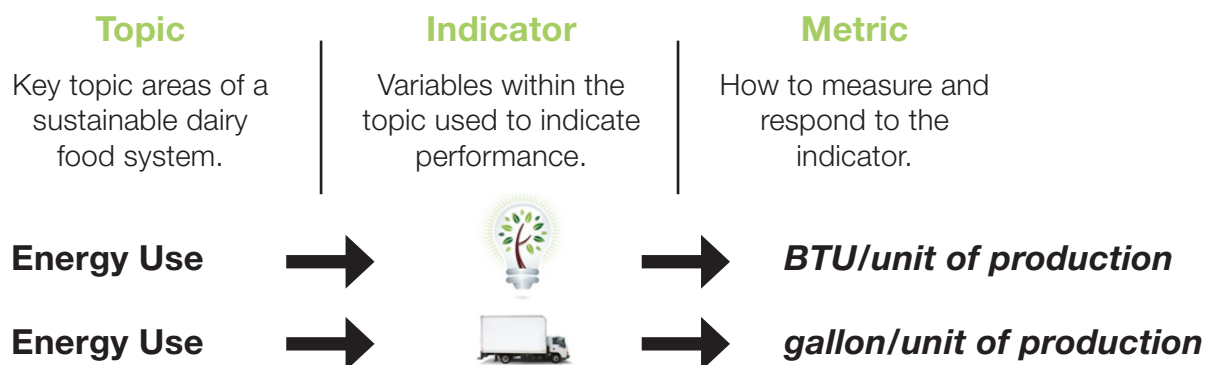 Topic
Key topic areas of a
sustainable dairy
food system.
Indicator
Variables within the
topic used to indicate
performance.
Metric
How to measure and
respond to the
indicator.
Energy Use
BTU/unit of production
Energy Use
gallon/unit of production